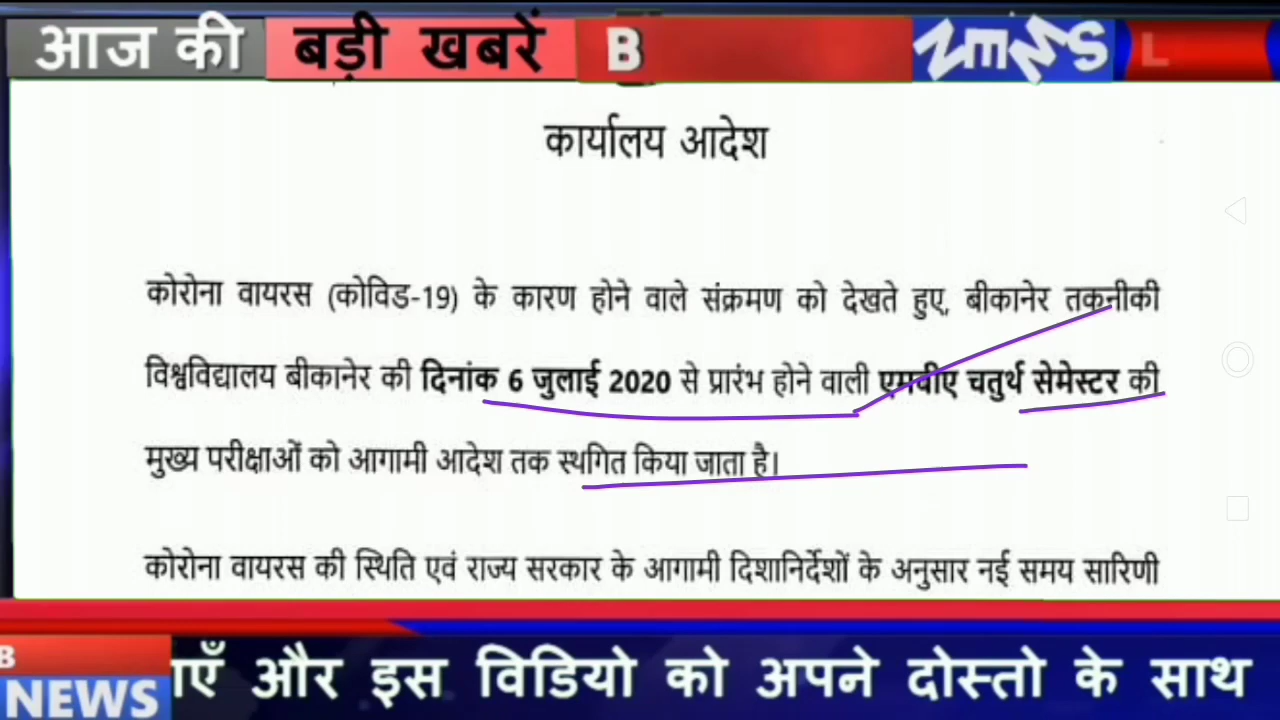 आज की बड़ी खबरें B NEWS L
कार्यालय आदेश
कोरोना वायरस (कोविड-19) के कारण होने वाले संक्रमण को देखते हुए, बीकानेर तकनीकी
विश्वविद्यालय बीकानेर की दिनांक 6 जुलाई 2020 से प्रारंभ होने वाली एमबीए चतुर्थ सेमेस्टर की
मुख्य परीक्षाओं को आगामी आदेश तक स्थगित किया जाता है।
कोरोना वायरस की स्थिति एवं राज्य सरकार के आगामी दिशानिर्देशों के अनुसार नई समय सारिणी
B
NEWS
एँ और इस विडियो को अपने दोस्तो के साथ